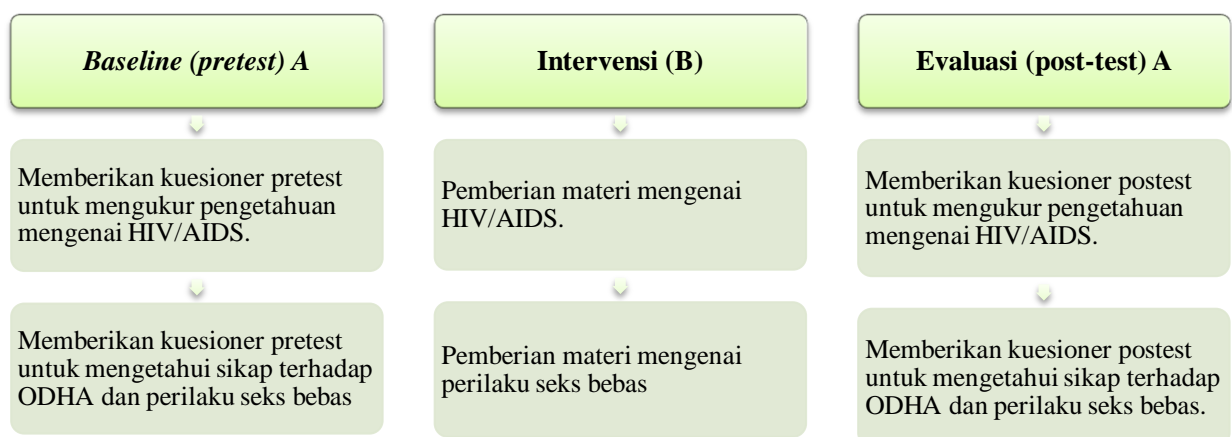 Baseline (pretest) A
Memberikan kuesioner pretest
untuk mengukur pengetahuan
mengenai HIV/AIDS.
Memberikan kuesioner pretest
untuk mengetahui sikap terhadap
ODHA dan perilaku seks bebas
Intervensi (B)
Pemberian materi mengenai
HIV/AIDS.
Pemberian materi mengenai
perilaku seks bebas
Evaluasi (post-test) A
Memberikan kuesioner postest
untuk mengukur pengetahuan
mengenai HIV/AIDS.
Memberikan kuesioner postest
untuk mengetahui sikap terhadap
ODHA dan perilaku seks bebas.